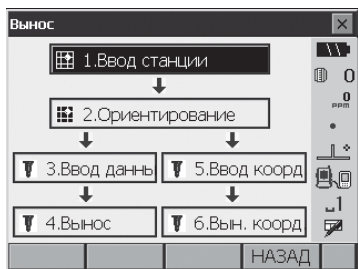 Вынос
1.Ввод станции
2.Ориентирование
3.Ввод даннь
5.Ввод коорд
4.Вынос
6.Вын. коорд
НАЗАД
0
0
PPM
1